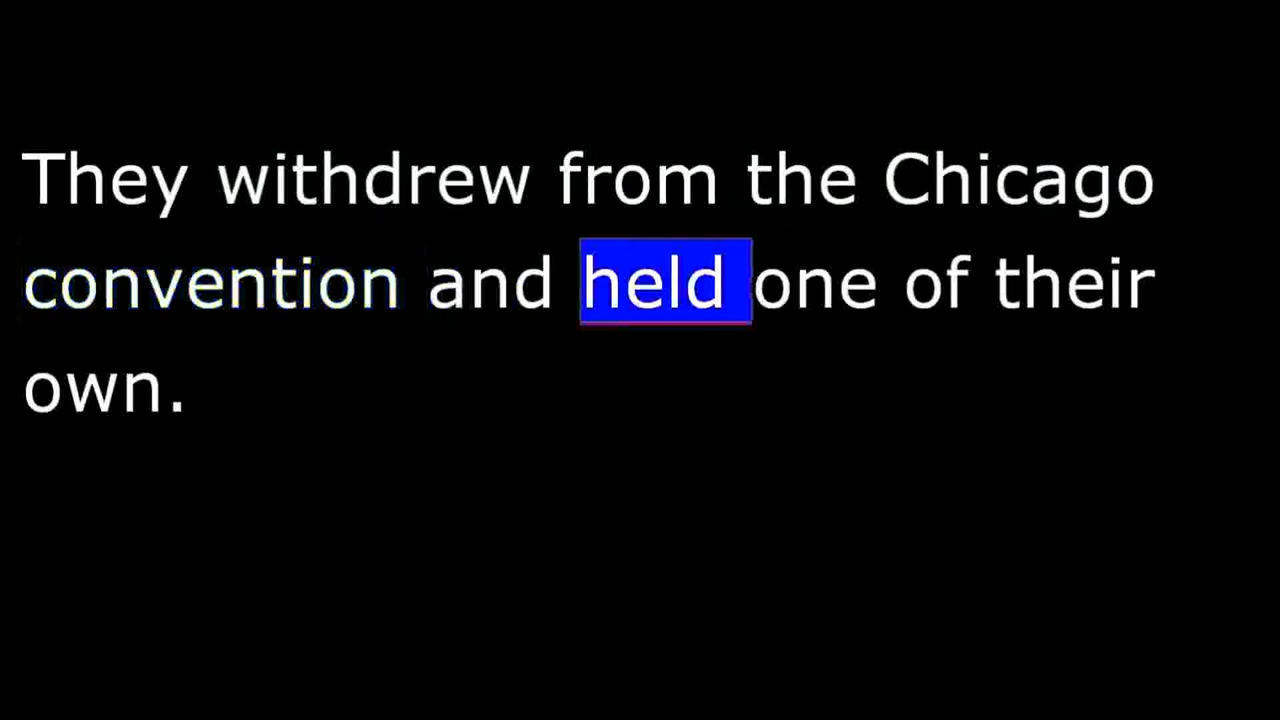 They withdrew from the Chicago
convention and held one of their
own.